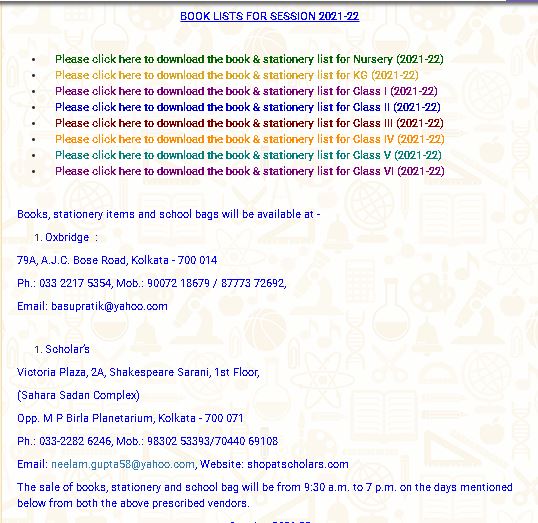 BOOK LISTS FOR SESSION 2021-22
• Please click here to download the book & stationery list for Nursery (2021-22)
• Please click here to download the book & stationery list for KG (2021-22)
• Please click here to download the book & stationery list for Class I (2021-22)
• Please click here to download the book & stationery list for Class II (2021-22)
• Please click here to download the book & stationery list for Class III (2021-22)
• Please click here to download the book & stationery list for Class IV (2021-22)
• Please click here to download the book & stationery list for Class V (2021-22)
• Please click here to download the book & stationery list for Class VI (2021-22)
Books, stationery items and school bags will be available at -
1. Oxbridge :
79A, A.J.C. Bose Road, Kolkata - 700 014
Ph.: 033 2217 5354, Mob.: 90072 18679 / 87773 72692,
Email: basupratik@yahoo.com
1. Scholar's
Victoria Plaza, 2A, Shakespeare Sarani, 1st Floor,
(Sahara Sadan Complex)
Opp. M P Birla Planetarium, Kolkata - 700 071
Ph.: 033-2282 6246, Mob.: 98302 53393/70440 69108
Email: neelam.gupta58@yahoo.com, Website: shopatscholars.com
The sale of books, stationery and school bag will be from 9:30 a.m. to 7 p.m. on the days mentioned
below from both the above prescribed vendors.